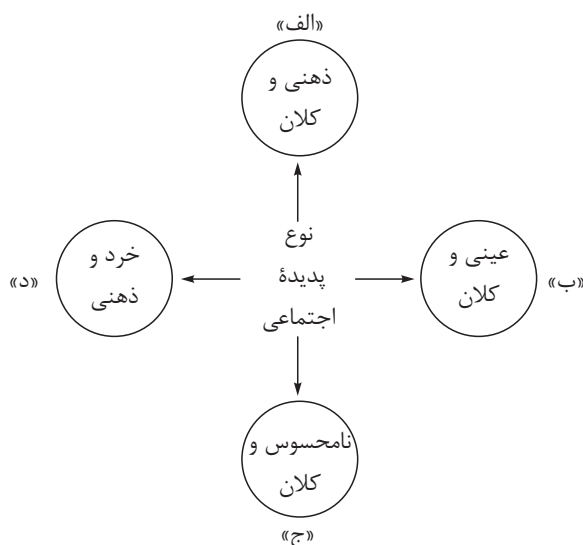 «الف»
ذهنی و
کلان
نوع
پدیدهٔ
اجتماعی
عینی و
کلان
«ب»
خرد و
ذهنی
«د»
نامحسوس و
کلان
«ج»